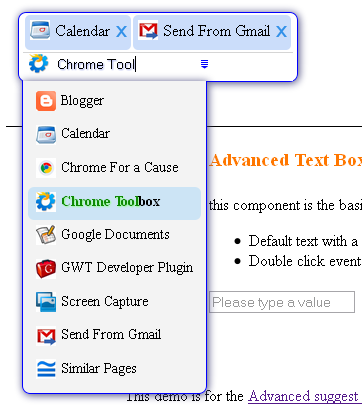 Calendar X Send From Gmail X
Chrome Tool
Blogger
Calendar
Chrome For a Cause
Chrome Toolbox
Google Documents
GWT Developer Plugin
Screen Capture
Send From Gmail
Similar Pages
Advanced Text Bo
this component is the basi
Default text with a
Double click event
Please type a value
This demo is for the Advanced suggest